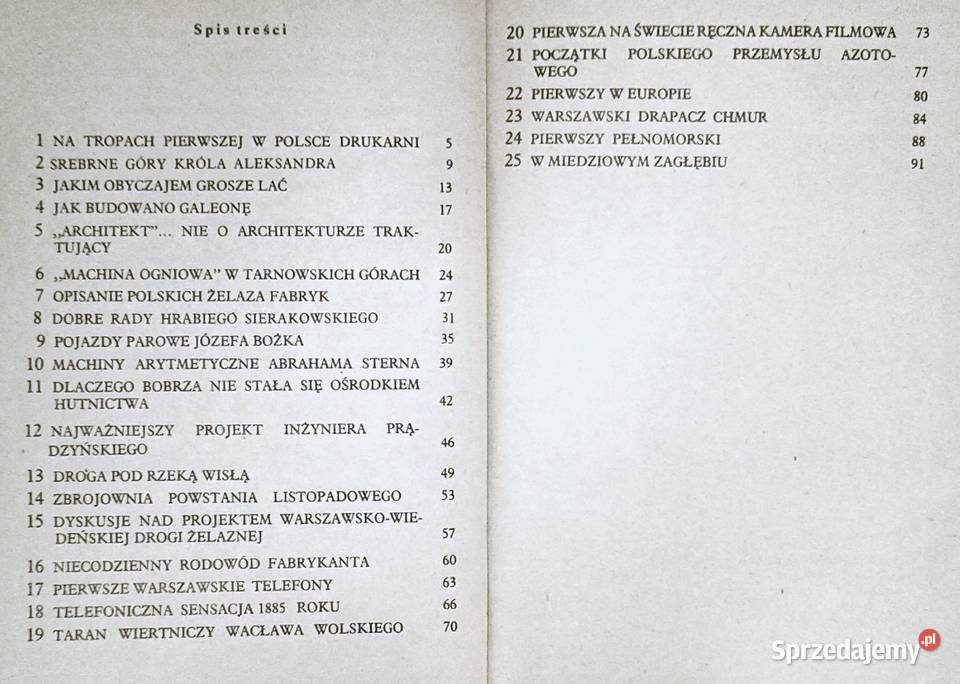 Spis treści
1 NA TROPACH PIERWSZEJ W POLSCE DRUKARNI 5
2 SREBRNE GÓRY KRÓLA ALEKSANDRA 9
3 JAKIM OBYCZAJEM GROSZE LAĆ 13
4 JAK BUDOWANO GALEONĘ 17
5 „ARCHITEKT”... NIE O ARCHITEKTURZE TRAK-
TUJĄCY 20
6 „MACHINA OGNIOWA” W TARNOWSKICH GÓRACH 24
7 OPISANIE POLSKICH ŻELAZA FABRYK 27
8 DOBRE RADY HRABIEGO SIERAKOWSKIEGO 31
9 POJAZDY PAROWE JÓZEFA BOŻKA 35
10 MACHINY ARYTMETYCZNE ABRAHAMA STERNA 39
11 DLACZEGO BOBRZA NIE STAŁA SIĘ OŚRODKIEM
HUTNICTWA 42
12 NAJWAŻNIEJSZY PROJEKT INŻYNIERA PRĄ-
DZYŃSKIEGO 46
13 DROGA POD RZEKĄ WISŁĄ 49
14 ZBROJOWNIA POWSTANIA LISTOPADOWEGO 53
15 DYSKUSJE NAD PROJEKTEM WARSZAWSKO-WIE-
DEŃSKIEJ DROGI ŻELAZNEJ 57
16 NIECODZIENNY RODOWÓD FABRYKANTA 60
17 PIERWSZE WARSZAWSKIE TELEFONY 63
18 TELEFONICZNA SENSACJA 1885 ROKU 66
19 TARAN WIERTNICZY WACŁAWA WOLSKIEGO 70
20 PIERWSZA NA ŚWIECIE RĘCZNA KAMERA FILMOWA 73
21 POCZĄTKI POLSKIEGO PRZEMYSŁU AZOTO-
WEGO 77
22 PIERWSZY W EUROPIE 80
23 WARSZAWSKI DRAPACZ CHMUR 84
24 PIERWSZY PEŁNOMORSKI 88
25 W MIEDZIOWYM ZAGŁĘBIU 91
Sprzedajemy.pl